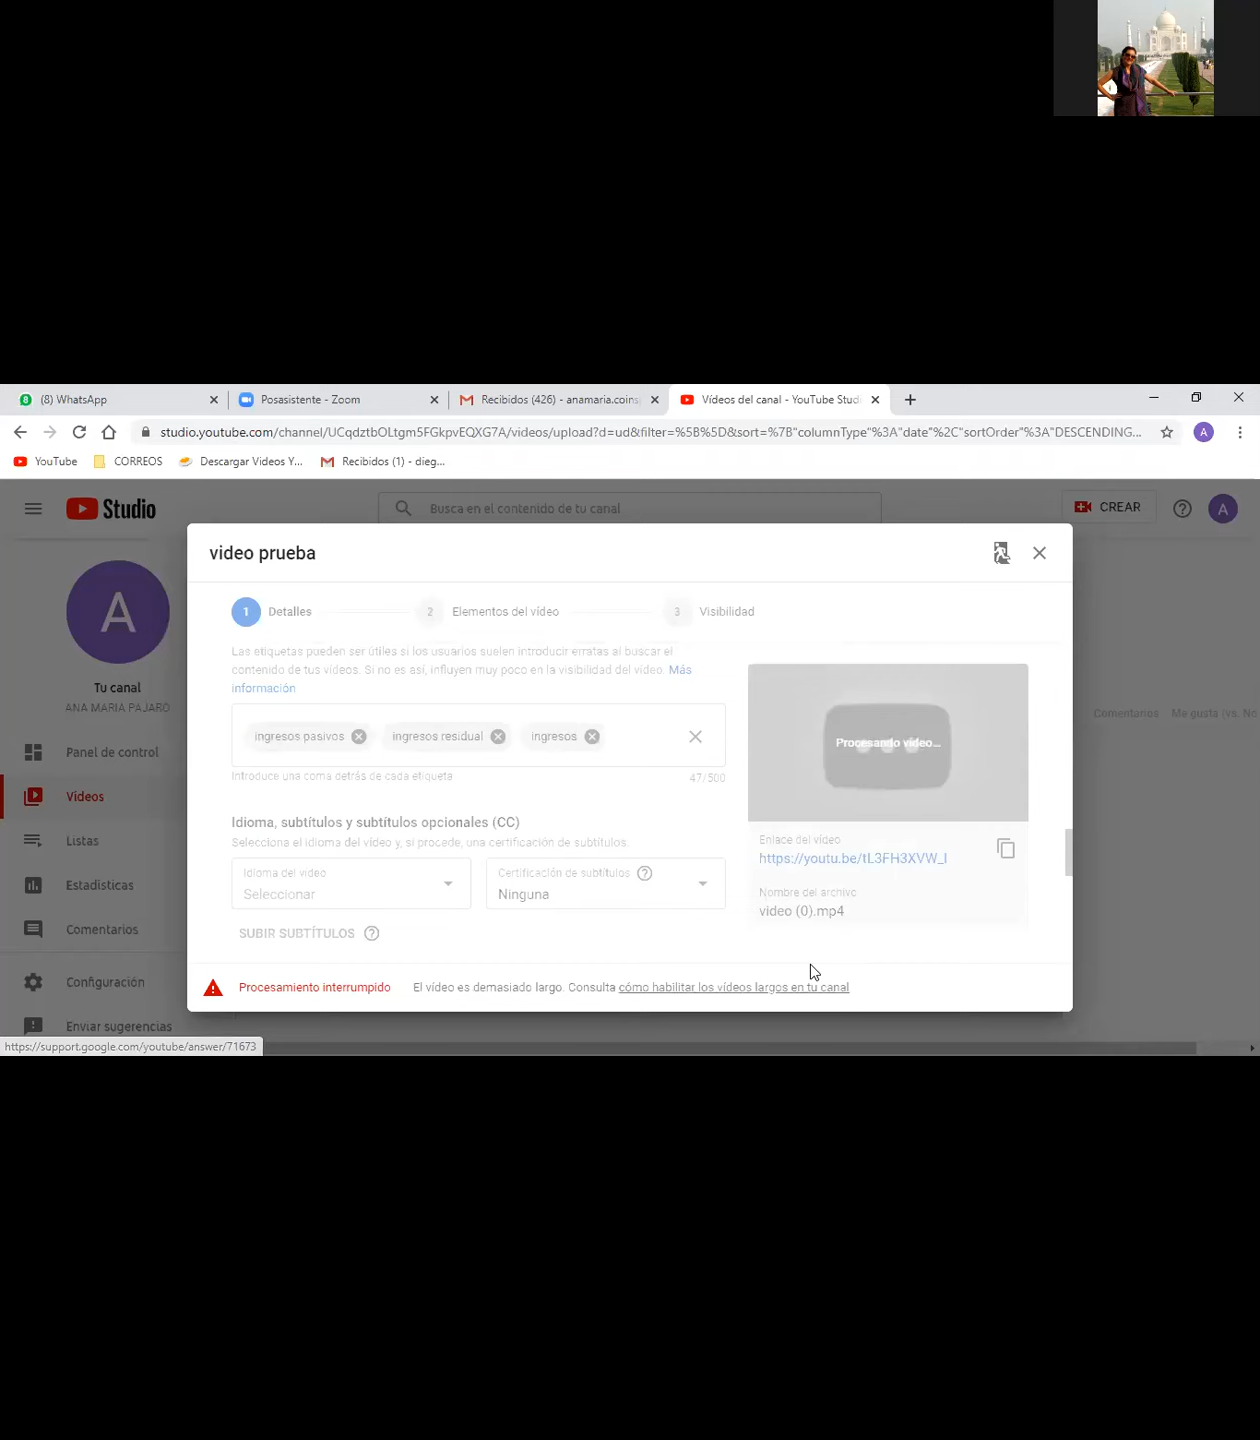 (8) WhatsApp
Posasistente - Zoom
Recibidos (426) - anamaria.coins
Vídeos del canal - YouTube Studi
studio.youtube.com/channel/UCqdztbOLtgm5FGkpvEQXG7A/videos/upload?d=ud&filter=%5B%5D&sort=%7B"columnType"%3A"date"%2C"sortOrder"%3A"DESCENDING...
A
YouTube
CORREOS
Descargar Videos Y...
Recibidos (1) - dieg...
Studio
Busca en el contenido de tu canal
CREAR
A
video prueba
1 Detalles
2 Elementos del vídeo
3 Visibilidad
A
Tu canal
ANA MARIA PAJARO
Panel de control
Vídeos
Listas
Estadísticas
Comentarios
Configuración
Enviar sugerencias
Las etiquetas pueden ser útiles si los usuarios suelen introducir erratas al buscar el
contenido de tus vídeos. Si no es así, influyen muy poco en la visibilidad del vídeo. Más
información
ingresos pasivos
ingresos residual
ingresos
Introduce una coma detrás de cada etiqueta.
47/500
Idioma, subtítulos y subtítulos opcionales (CC)
Selecciona el idioma del vídeo y, si procede, una certificación de subtítulos.
Idioma del vídeo
Seleccionar
Certificación de subtítulos
Ninguna
SUBIR SUBTÍTULOS
Procesando vídeo...
Enlace del vídeo
https://youtu.be/tL3FH3XVW_I
Nombre del archivo
video (0).mp4
Comentarios
Me gusta (vs. No
Procesamiento interrumpido
El vídeo es demasiado largo. Consulta cómo habilitar los vídeos largos en tu canal
https://support.google.com/youtube/answer/71673